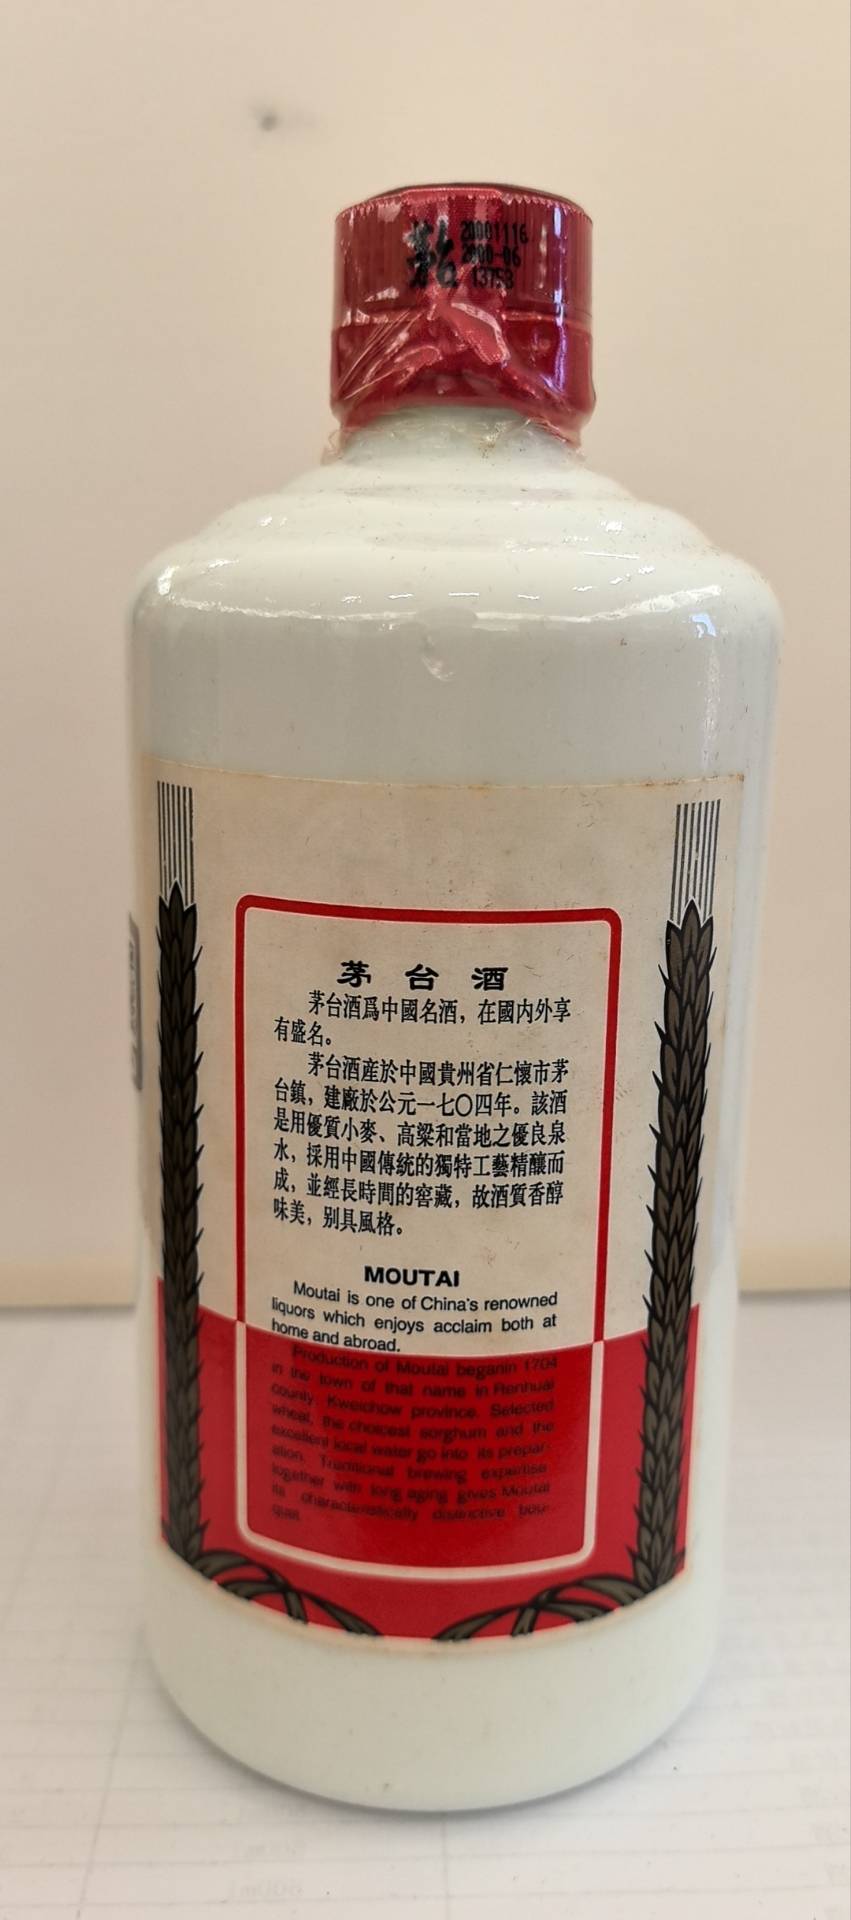 茅台
20001116
2000-06
13753
茅台酒
茅台酒爲中國名酒，在國内外享
有盛名。
茅台酒産於中國貴州省仁懷市茅
台鎮，建廠於公元一七〇四年。該酒
是用優質小麥、高粱和當地之優良泉
水，採用中國傳統的獨特工藝精釀而
成，並經長時間的窖藏，故酒質香醇
味美，别具風格。
MOUTAI
Moutai is one of China's renowned
liquors which enjoys acclaim both at
home and abroad.
Production of Moutai beganin 1704
in the town of that name in Renhuai
county, Kweichow province. Selected
wheat, the choicest sorghum and the
excellent local water go into its prepar-
ation. Traditional brewing expertise
together with long aging gives Moutai
its characteristically distinctive bou-
quet.